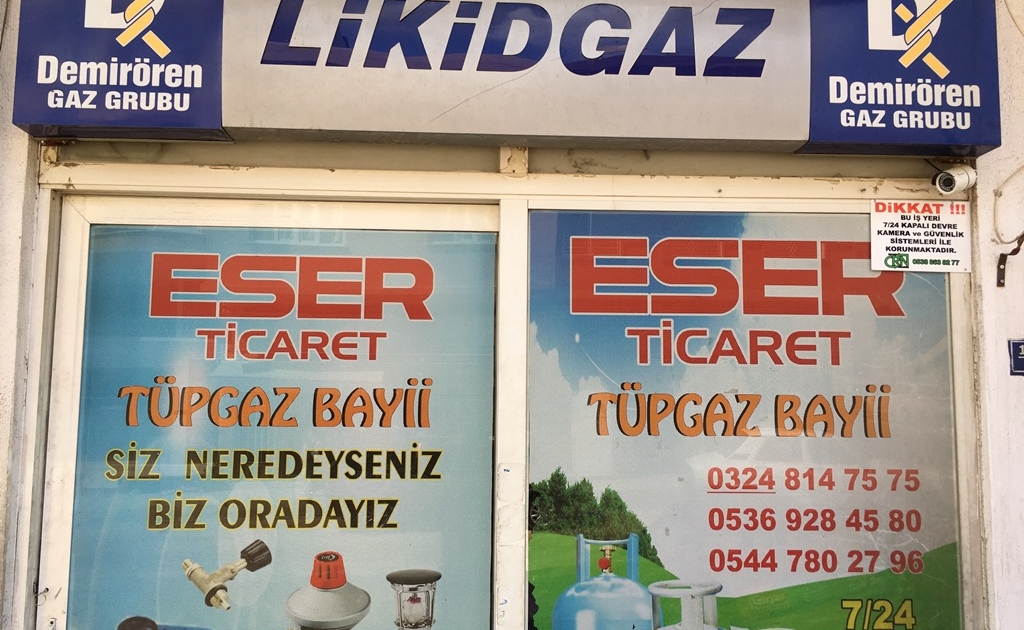 LİKİDGAZ
Demirören
GAZ GRUBU
Demirören
GAZ GRUBU
DİKKAT !!!
BU İŞ YERİ
7/24 KAPALI DEVRE
KAMERA ve GÜVENLİK
SİSTEMLERİ İLE
KORUNMAKTADIR.
ESER
TİCARET
TÜPGAZ BAYİİ
SİZ NEREDEYSENİZ
BİZ ORADAYIZ
ESER
TİCARET
TÜPGAZ BAYİİ
0324 814 75 75
0536 928 45 80
0544 780 27 96
7/24